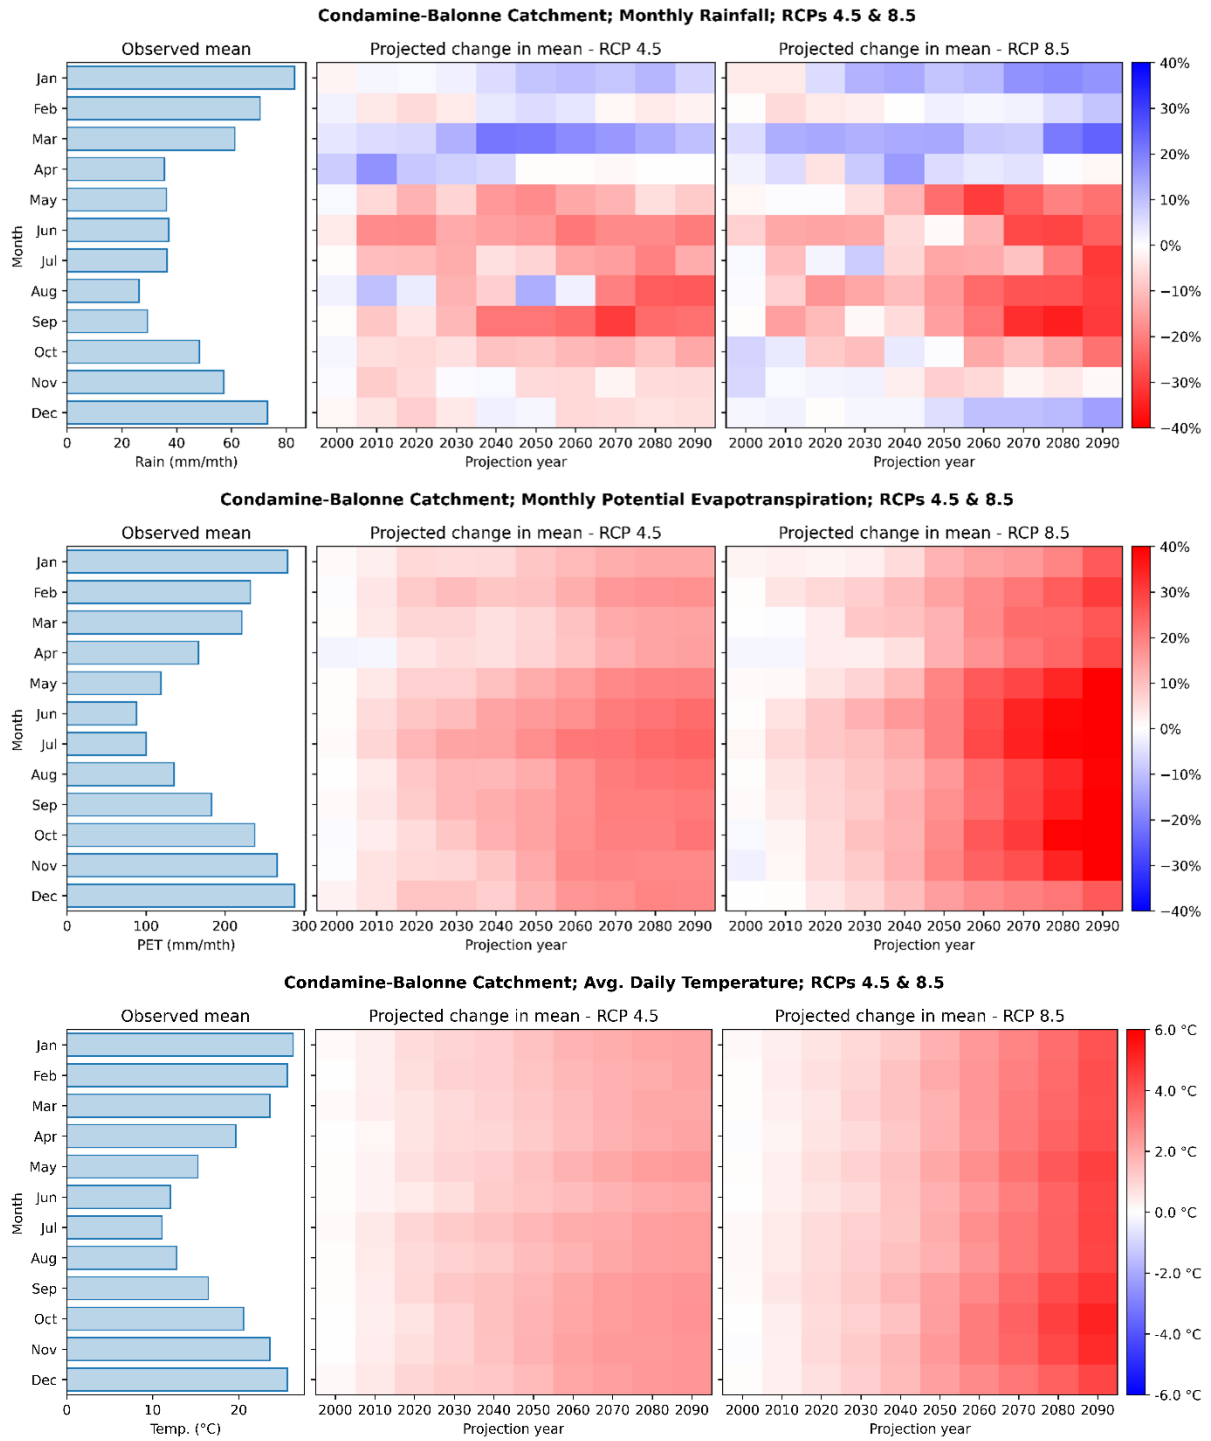 Condamine-Balonne Catchment; Monthly Rainfall; RCPs 4.5 & 8.5
Observed mean
Projected change in mean - RCP 4.5
Projected change in mean - RCP 8.5
Month
Jan
Feb
Mar
Apr
May
Jun
Jul
Aug
Sep
Oct
Nov
Dec
0 20 40 60 80
Rain (mm/mth)
2000 2010 2020 2030 2040 2050 2060 2070 2080 2090
Projection year
2000 2010 2020 2030 2040 2050 2060 2070 2080 2090
Projection year
40%
30%
20%
10%
0%
−10%
−20%
−30%
−40%
Condamine-Balonne Catchment; Monthly Potential Evapotranspiration; RCPs 4.5 & 8.5
Observed mean
Projected change in mean - RCP 4.5
Projected change in mean - RCP 8.5
Month
Jan
Feb
Mar
Apr
May
Jun
Jul
Aug
Sep
Oct
Nov
Dec
0 100 200 300
PET (mm/mth)
2000 2010 2020 2030 2040 2050 2060 2070 2080 2090
Projection year
2000 2010 2020 2030 2040 2050 2060 2070 2080 2090
Projection year
40%
30%
20%
10%
0%
−10%
−20%
−30%
−40%
Condamine-Balonne Catchment; Avg. Daily Temperature; RCPs 4.5 & 8.5
Observed mean
Projected change in mean - RCP 4.5
Projected change in mean - RCP 8.5
Month
Jan
Feb
Mar
Apr
May
Jun
Jul
Aug
Sep
Oct
Nov
Dec
0 10 20
Temp. (°C)
2000 2010 2020 2030 2040 2050 2060 2070 2080 2090
Projection year
2000 2010 2020 2030 2040 2050 2060 2070 2080 2090
Projection year
6.0 °C
4.0 °C
2.0 °C
0.0 °C
-2.0 °C
-4.0 °C
-6.0 °C